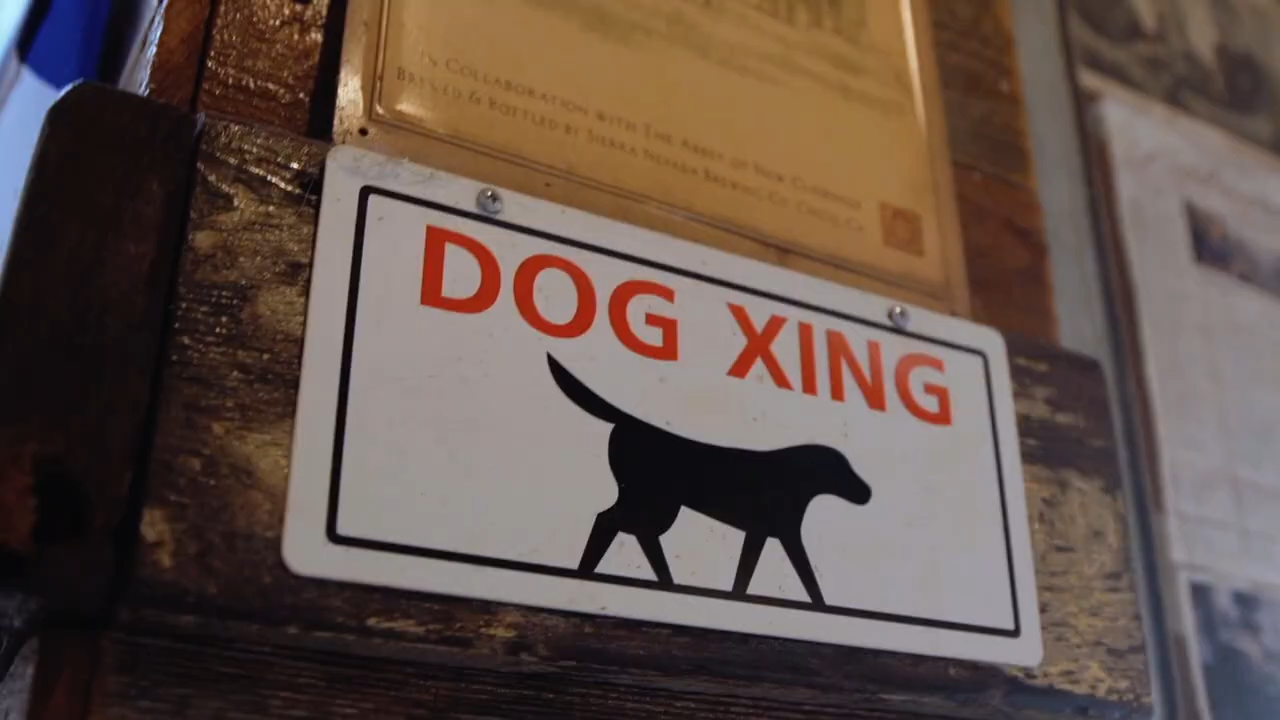 In Collaboration with The Abbey of New Clairvaux
Brewed & Bottled by Sierra Nevada Brewing Co. Chico, Ca
DOG XING